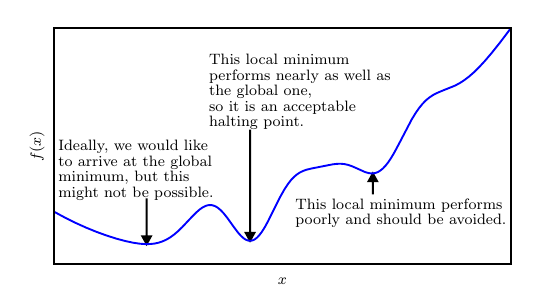 This local minimum
performs nearly as well as
the global one,
so it is an acceptable
halting point.
Ideally, we would like
to arrive at the global
minimum, but this
might not be possible.
This local minimum performs
poorly and should be avoided.
f(x)
x